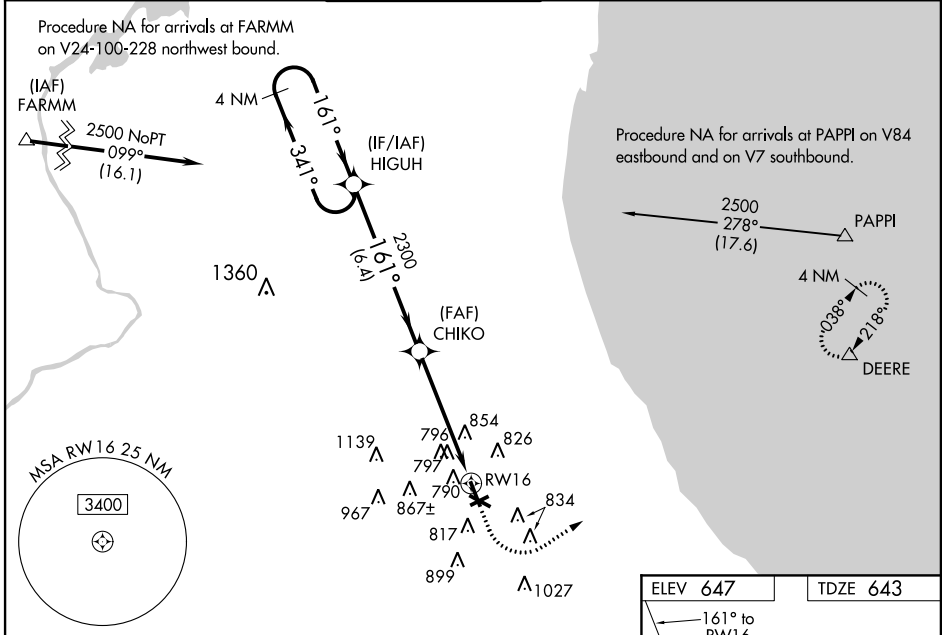 Procedure NA for arrivals at FARMM
on V24-100-228 northwest bound.
(IAF)
FARMM
2500 NoPT
099°
(16.1)
4 NM
161°
341°
(IF/IAF)
HIGUH
2300
161°
(6.4)
1360
(FAF)
CHIKO
Procedure NA for arrivals at PAPPI on V84
eastbound and on V7 southbound.
2500
278°
(17.6)
PAPPI
4 NM
038°
218°
DEERE
854
796
826
1139
797
790
RW16
967
867±
834
817
899
1027
MSA RW16 25 NM
3400
ELEV 647
TDZE 643
161° to
RW16